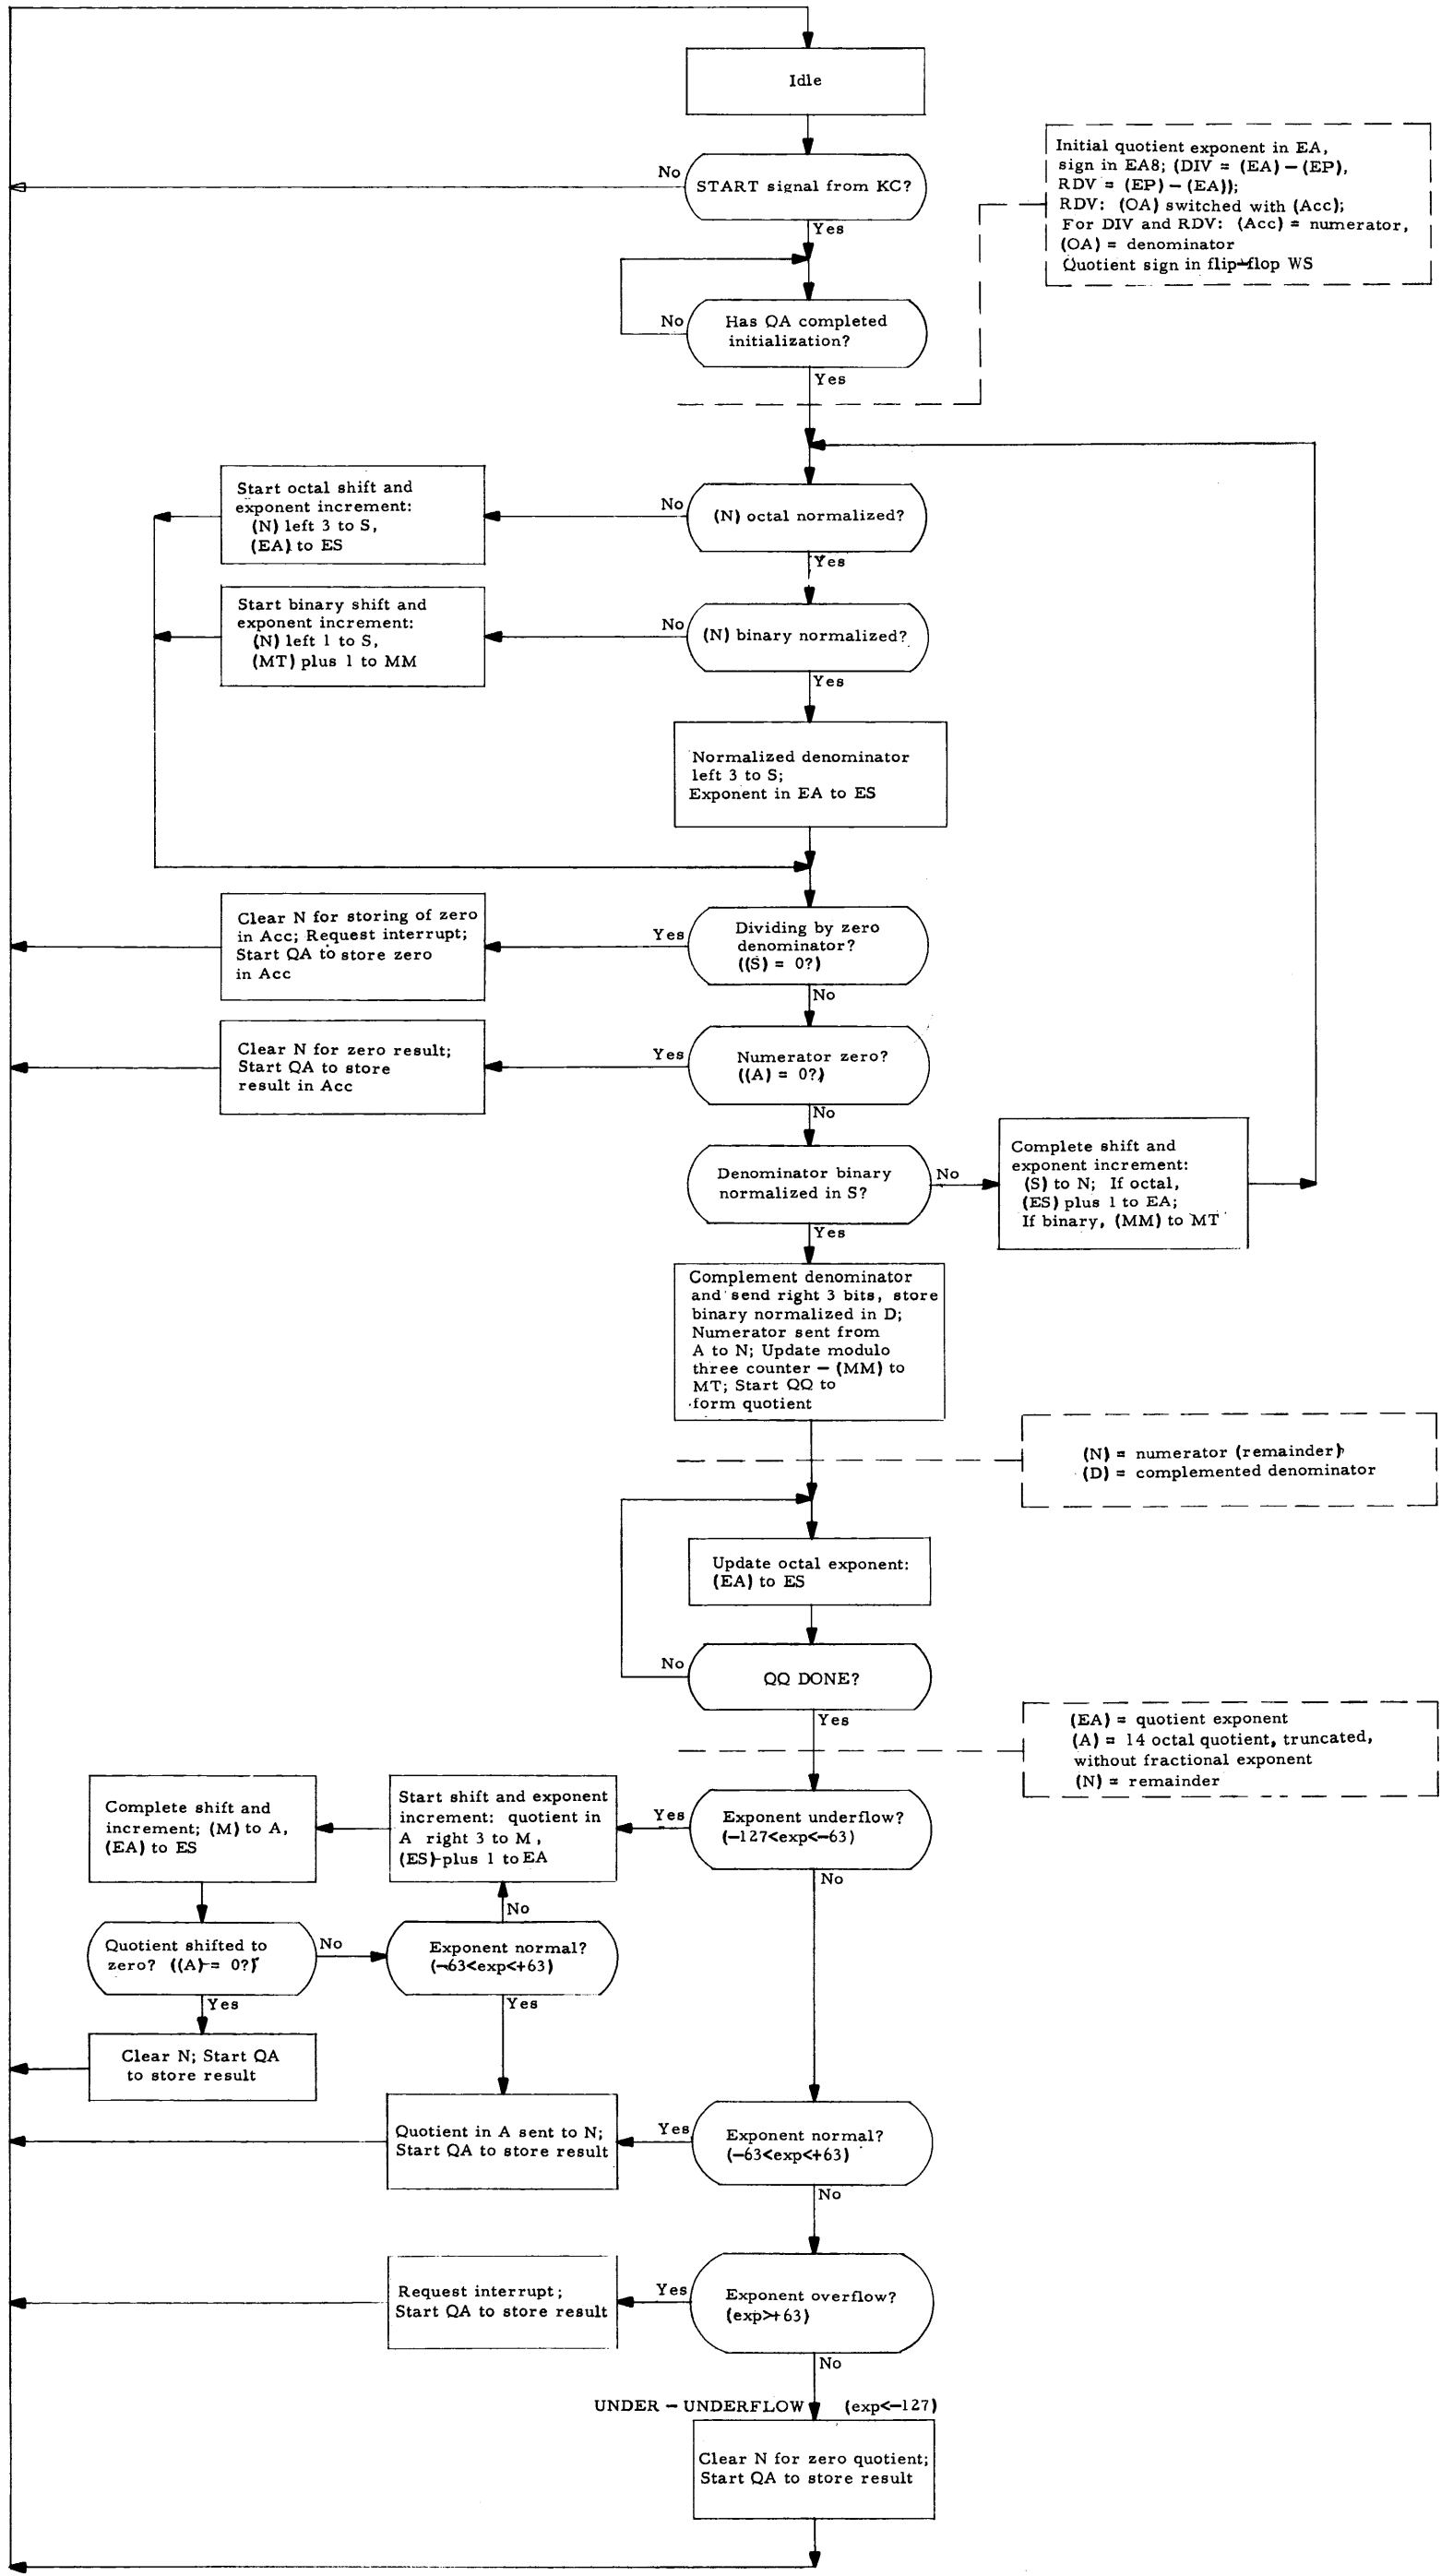 Idle
START signal from KC?
No
Yes
Initial quotient exponent in EA,
sign in EA8; (DIV = (EA) – (EP),
RDV = (EP) – (EA));
RDV: (OA) switched with (Acc);
For DIV and RDV: (Acc) = numerator,
(OA) = denominator
Quotient sign in flip-flop WS
Has QA completed
initialization?
No
Yes
(N) octal normalized?
No
Yes
Start octal shift and
exponent increment:
(N) left 3 to S,
(EA) to ES
(N) binary normalized?
No
Yes
Start binary shift and
exponent increment:
(N) left 1 to S,
(MT) plus 1 to MM
Normalized denominator
left 3 to S;
Exponent in EA to ES
Dividing by zero
denominator?
((S) = 0?)
Yes
No
Clear N for storing of zero
in Acc; Request interrupt;
Start QA to store zero
in Acc
Numerator zero?
((A) = 0?)
Yes
No
Clear N for zero result;
Start QA to store
result in Acc
Denominator binary
normalized in S?
No
Yes
Complete shift and
exponent increment:
(S) to N; If octal,
(ES) plus 1 to EA;
If binary, (MM) to MT
Complement denominator
and send right 3 bits, store
binary normalized in D;
Numerator sent from
A to N; Update modulo
three counter – (MM) to
MT; Start QQ to
form quotient
(N) = numerator (remainder)
(D) = complemented denominator
Update octal exponent:
(EA) to ES
QQ DONE?
No
Yes
(EA) = quotient exponent
(A) = 14 octal quotient, truncated,
without fractional exponent
(N) = remainder
Exponent underflow?
(–127<exp<–63)
Yes
No
Start shift and exponent
increment: quotient in
A right 3 to M,
(ES) plus 1 to EA
Complete shift and
increment; (M) to A,
(EA) to ES
Quotient shifted to
zero? ((A) = 0?)
No
Yes
Exponent normal?
(–63<exp<+63)
No
Yes
Clear N; Start QA
to store result
Quotient in A sent to N;
Start QA to store result
Exponent normal?
(–63<exp<+63)
Yes
No
Exponent overflow?
(exp>+63)
Yes
No
Request interrupt;
Start QA to store result
UNDER – UNDERFLOW (exp<–127)
Clear N for zero quotient;
Start QA to store result